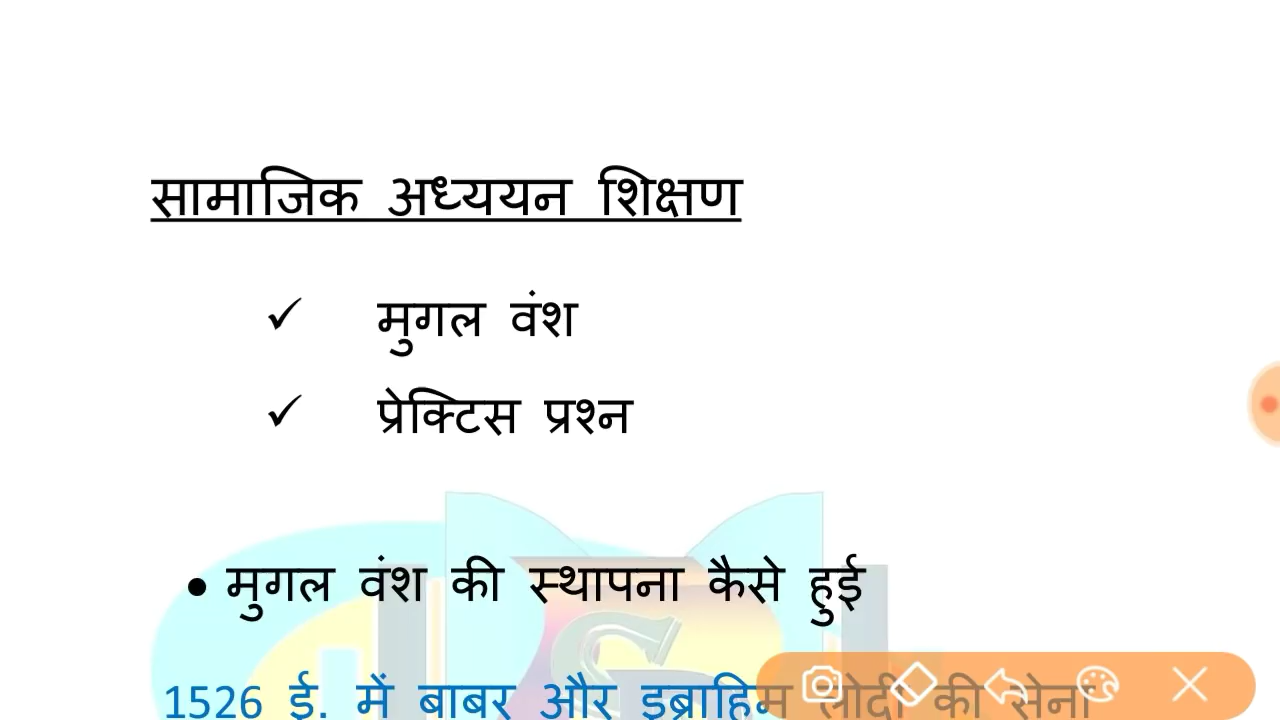 सामाजिक अध्ययन शिक्षण
✓ मुगल वंश
✓ प्रेक्टिस प्रश्न
• मुगल वंश की स्थापना कैसे हुई
1526 ई. में बाबर और इब्राहिम लोदी की सेना